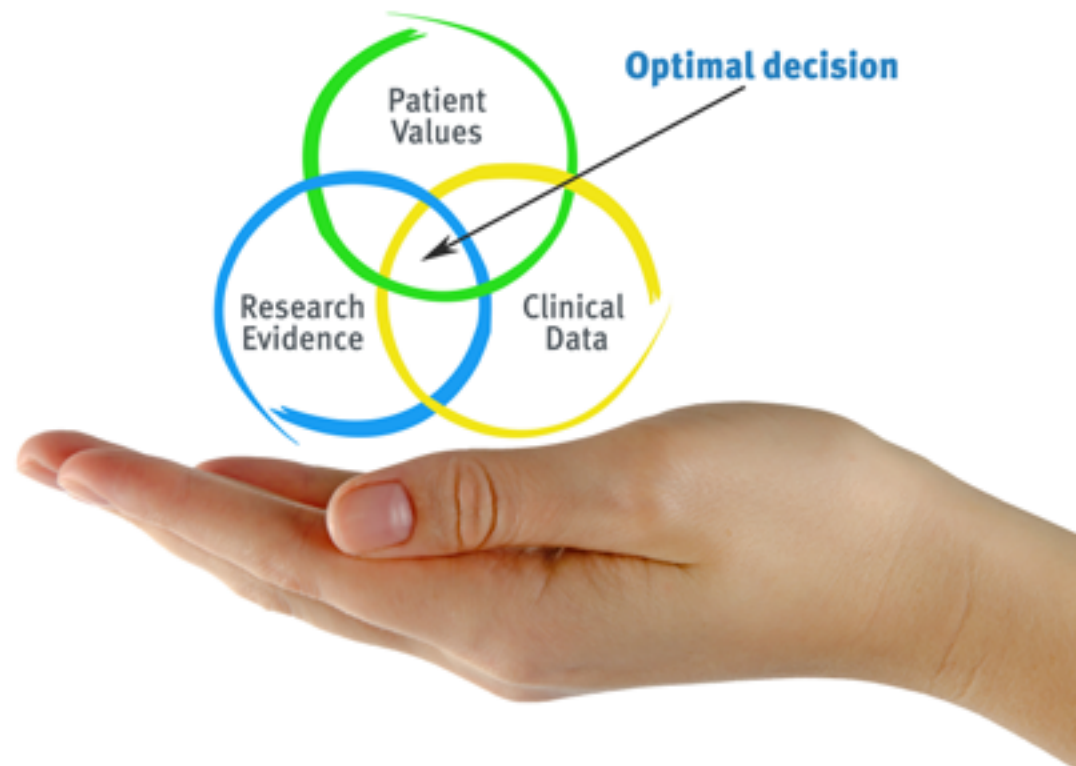 Optimal decision
Patient
Values
Research
Evidence
Clinical
Data